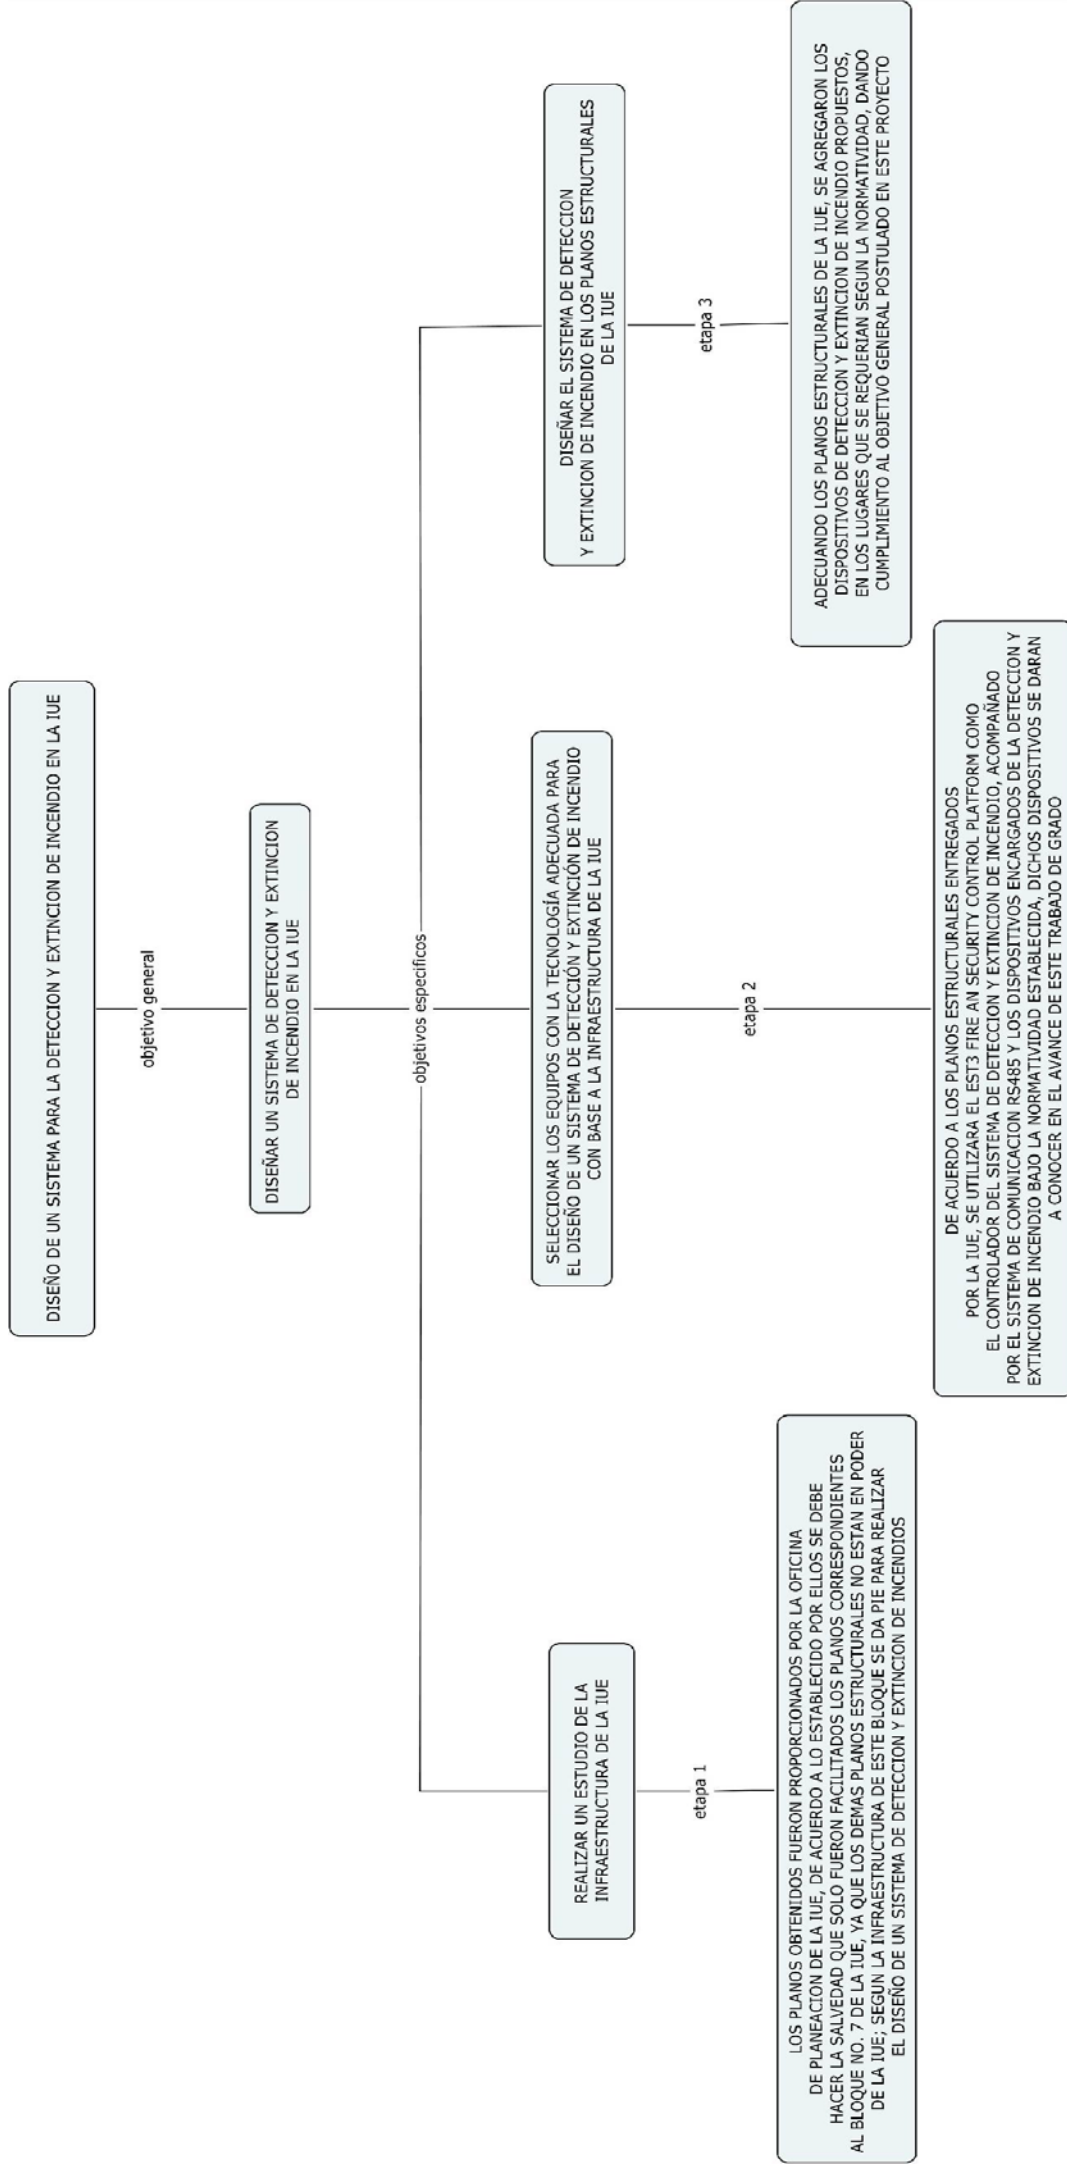 DISEÑO DE UN SISTEMA PARA LA DETECCION Y EXTINCION DE INCENDIO EN LA IUE
objetivo general
DISEÑAR UN SISTEMA DE DETECCION Y EXTINCION
DE INCENDIO EN LA IUE
objetivos especificos
REALIZAR UN ESTUDIO DE LA
INFRAESTRUCTURA DE LA IUE
etapa 1
LOS PLANOS OBTENIDOS FUERON PROPORCIONADOS POR LA OFICINA
DE PLANEACION DE LA IUE, DE ACUERDO A LO ESTABLECIDO POR ELLOS SE DEBE
HACER LA SALVEDAD QUE SOLO FUERON FACILITADOS LOS PLANOS CORRESPONDIENTES
AL BLOQUE NO. 7 DE LA IUE, YA QUE LOS DEMAS PLANOS ESTRUCTURALES NO ESTAN EN PODER
DE LA IUE; SEGUN LA INFRAESTRUCTURA DE ESTE BLOQUE SE DA PIE PARA REALIZAR
EL DISEÑO DE UN SISTEMA DE DETECCION Y EXTINCION DE INCENDIOS
SELECCIONAR LOS EQUIPOS CON LA TECNOLOGÍA ADECUADA PARA
EL DISEÑO DE UN SISTEMA DE DETECCIÓN Y EXTINCIÓN DE INCENDIO
CON BASE A LA INFRAESTRUCTURA DE LA IUE
etapa 2
DE ACUERDO A LOS PLANOS ESTRUCTURALES ENTREGADOS
POR LA IUE, SE UTILIZARA EL EST3 FIRE AN SECURITY CONTROL PLATFORM COMO
EL CONTROLADOR DEL SISTEMA DE DETECCION Y EXTINCION DE INCENDIO, ACOMPAÑADO
POR EL SISTEMA DE COMUNICACION RS485 Y LOS DISPOSITIVOS ENCARGADOS DE LA DETECCION Y
EXTINCION DE INCENDIO BAJO LA NORMATIVIDAD ESTABLECIDA, DICHOS DISPOSITIVOS SE DARAN
A CONOCER EN EL AVANCE DE ESTE TRABAJO DE GRADO
DISEÑAR EL SISTEMA DE DETECCION
Y EXTINCION DE INCENDIO EN LOS PLANOS ESTRUCTURALES
DE LA IUE
etapa 3
ADECUANDO LOS PLANOS ESTRUCTURALES DE LA IUE, SE AGREGARON LOS
DISPOSITIVOS DE DETECCION Y EXTINCION DE INCENDIO PROPUESTOS,
EN LOS LUGARES QUE SE REQUERIAN SEGUN LA NORMATIVIDAD, DANDO
CUMPLIMIENTO AL OBJETIVO GENERAL POSTULADO EN ESTE PROYECTO